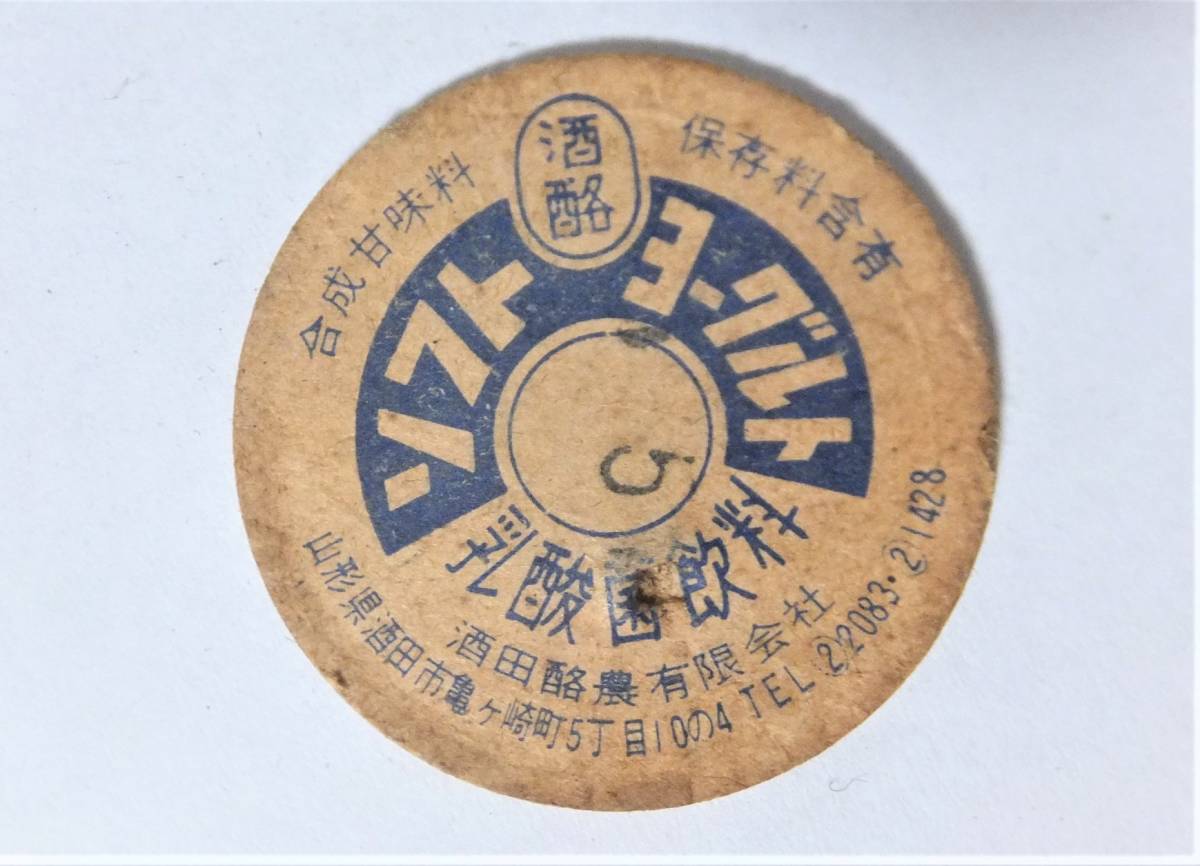 酒酪
合成甘味料
保存料含有
ソフト
ヨーグルト
5
乳酸菌飲料
酒田酪農有限会社
山形県酒田市亀ヶ崎町5丁目10の4 TEL②2083·②1428